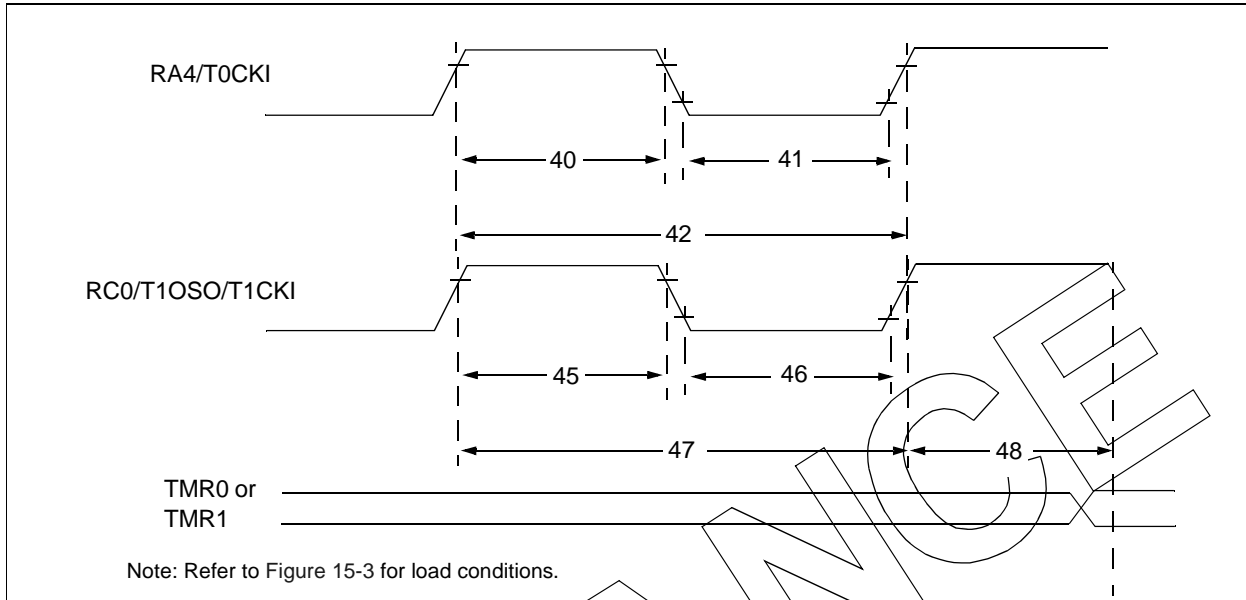 RA4/T0CKI
40
41
42
RC0/T1OSO/T1CKI
45
46
47
48
TMR0 or
TMR1
Note: Refer to Figure 15-3 for load conditions.
NCE